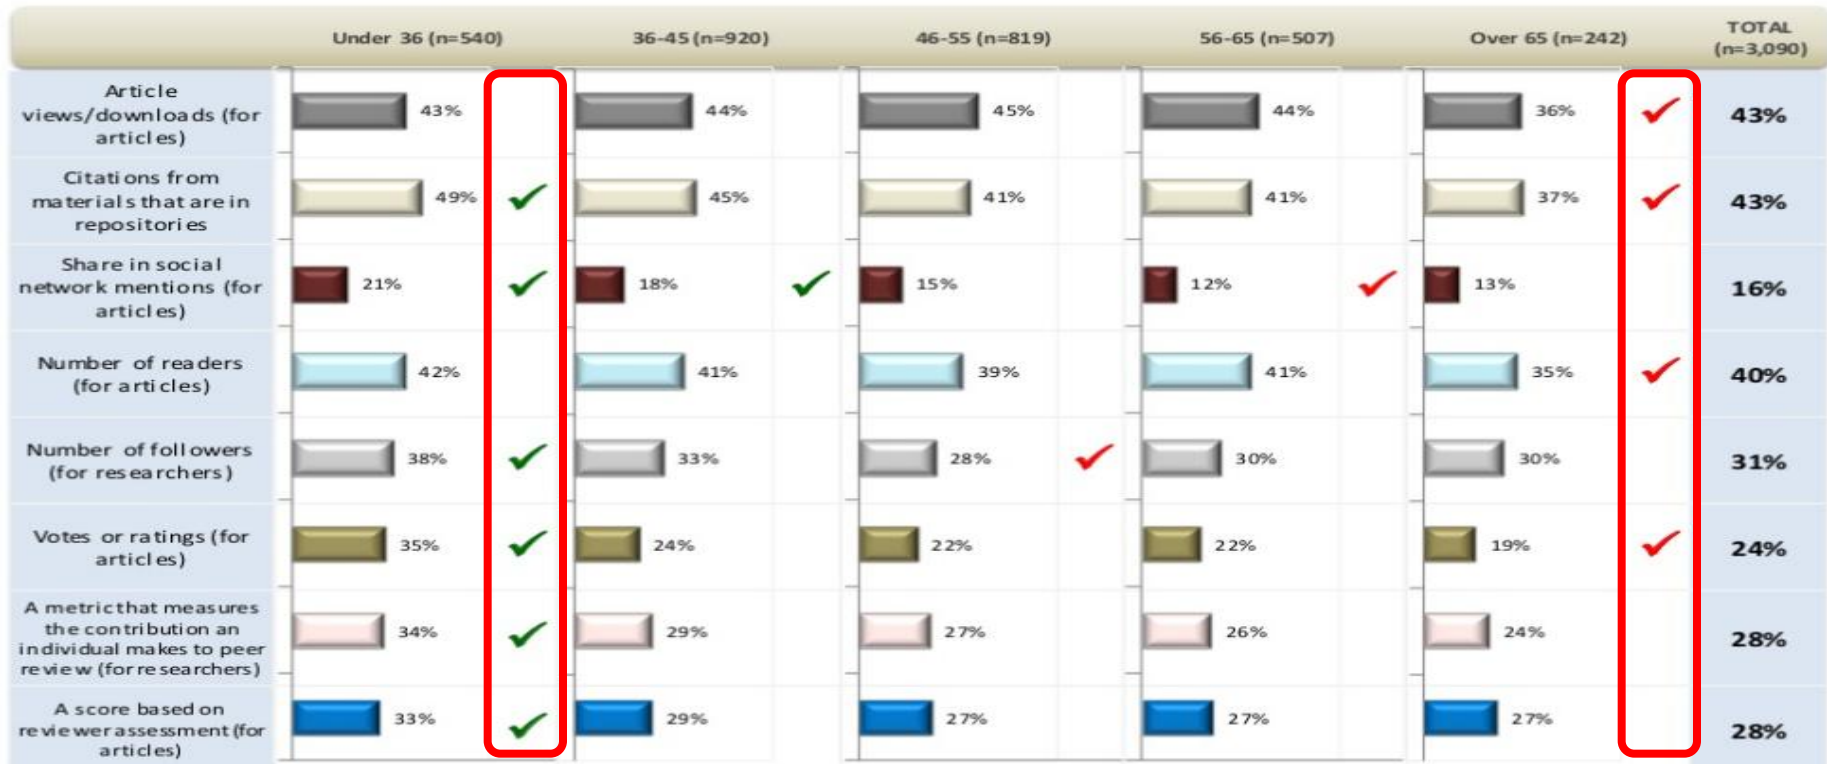 Under 36 (n=540) 36-45 (n=920) 46-55 (n=819) 56-65 (n=507) Over 65 (n=242) TOTAL
(n=3,090)
Article
views/downloads (for
articles)
43% 44% 45% 44% 36% 43%
Citations from
materials that are in
repositories
49% 45% 41% 41% 37% 43%
Share in social
network mentions (for
articles)
21% 18% 15% 12% 13% 16%
Number of readers
(for articles)
42% 41% 39% 41% 35% 40%
Number of followers
(for researchers)
38% 33% 28% 30% 30% 31%
Votes or ratings (for
articles)
35% 24% 22% 22% 19% 24%
A metric that measures
the contribution an
individual makes to peer
review (for researchers)
34% 29% 27% 26% 24% 28%
A score based on
reviewer assessment (for
articles)
33% 29% 27% 27% 27% 28%